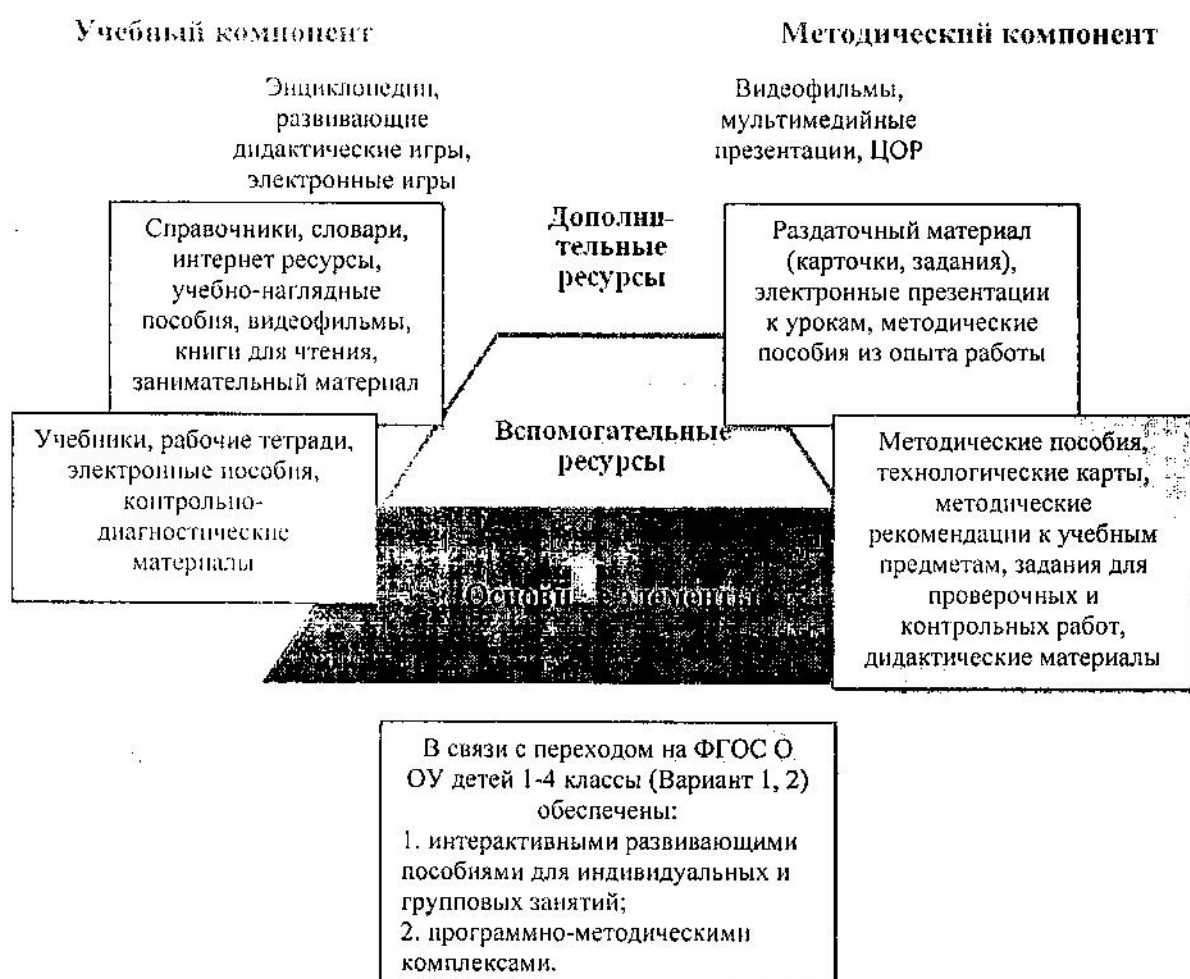 Учебный компонент
Методический компонент
Энциклопедии,
развивающие
дидактические игры,
электронные игры
Видеофильмы,
мультимедийные
презентации, ЦОР
Справочники, словари,
интернет ресурсы,
учебно-наглядные
пособия, видеофильмы,
книги для чтения,
занимательный материал
Дополни-
тельные
ресурсы
Раздаточный материал
(карточки, задания),
электронные презентации
к урокам, методические
пособия из опыта работы
Учебники, рабочие тетради,
электронные пособия,
контрольно-
диагностические
материалы
Вспомогательные
ресурсы
Методические пособия,
технологические карты,
методические
рекомендации к учебным
предметам, задания для
проверочных и
контрольных работ,
дидактические материалы
элементы
В связи с переходом на ФГОС О
ОУ детей 1-4 классы (Вариант 1, 2)
обеспечены:
1. интерактивными развивающими
пособиями для индивидуальных и
групповых занятий;
2. программно-методическими
комплексами.